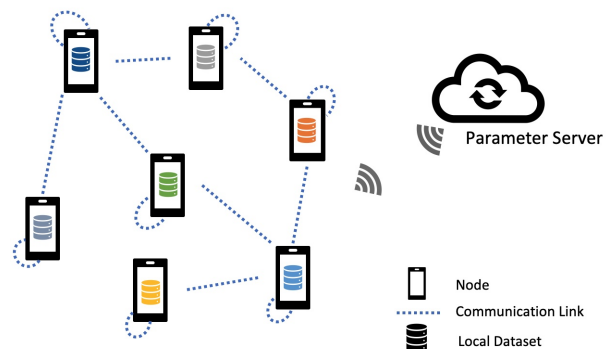 Parameter Server
Node
Communication Link
Local Dataset